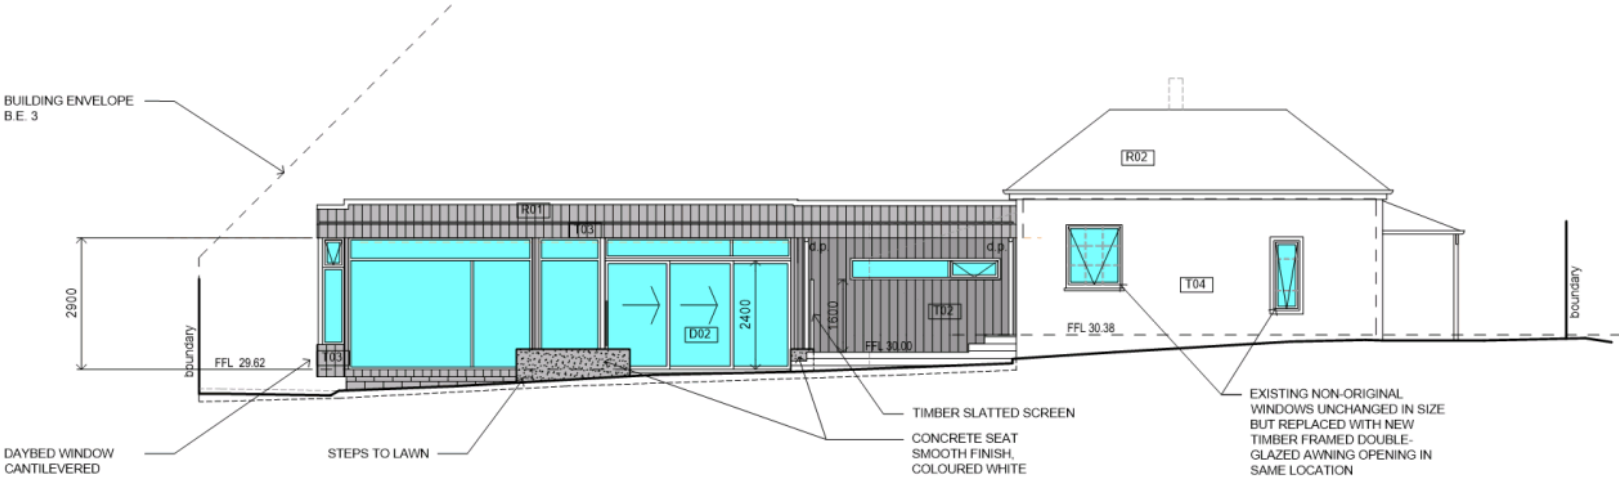 BUILDING ENVELOPE
B.E. 3
R02
R01
T03
d.p.
d.p.
2900
boundary
T04
boundary
D02
2400
1600
T02
FFL 30.38
FFL 30.00
T03
FFL 29.62
DAYBED WINDOW
CANTILEVERED
STEPS TO LAWN
TIMBER SLATTED SCREEN
CONCRETE SEAT
SMOOTH FINISH,
COLOURED WHITE
EXISTING NON-ORIGINAL
WINDOWS UNCHANGED IN SIZE
BUT REPLACED WITH NEW
TIMBER FRAMED DOUBLE-
GLAZED AWNING OPENING IN
SAME LOCATION